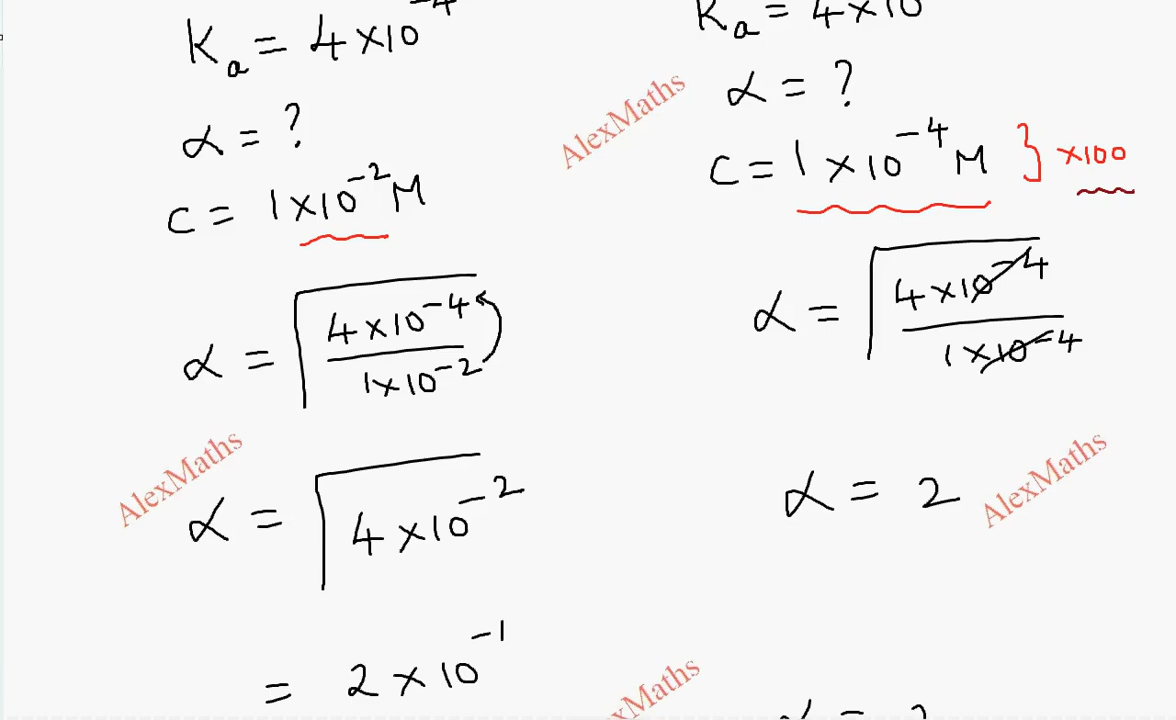 Kₐ = 4×10⁻⁴
α = ?
C = 1×10⁻² M
α = √(4×10⁻⁴ / 1×10⁻²)
α = √(4×10⁻²)
= 2×10⁻¹
Kₐ = 4×10
α = ?
C = 1×10⁻⁴ M } ×100
α = √(4×10⁻⁴ / 1×10⁻⁴)
α = 2
AlexMaths
AlexMaths
AlexMaths
AlexMaths